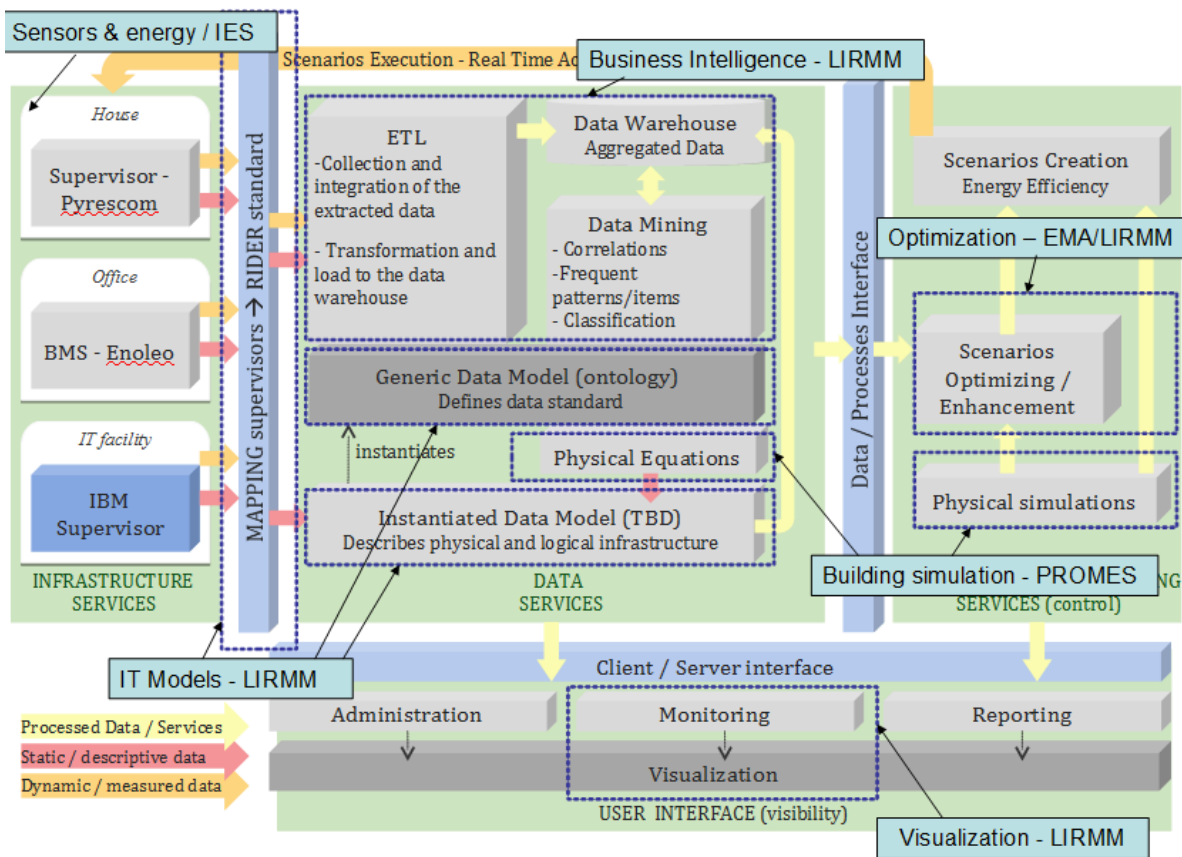 Sensors & energy / IES
Scenarios Execution - Real Time Ac
Business Intelligence - LIRMM
House
Supervisor -
Pyrescom
Office
BMS - Enoleo
IT facility
IBM
Supervisor
INFRASTRUCTURE
SERVICES
MAPPING supervisors → RIDER standard
ETL
-Collection and
integration of the
extracted data
- Transformation and
load to the data
warehouse
Data Warehouse
Aggregated Data
Data Mining
- Correlations
-Frequent
patterns/items
- Classification
Generic Data Model (ontology)
Defines data standard
instantiates
Physical Equations
Instantiated Data Model (TBD)
Describes physical and logical infrastructure
DATA
SERVICES
Data / Processes Interface
Scenarios Creation
Energy Efficiency
Optimization – EMA/LIRMM
Scenarios
Optimizing /
Enhancement
Physical simulations
Building simulation - PROMES
NG
SERVICES (control)
IT Models - LIRMM
Client / Server interface
Administration
Monitoring
Reporting
Visualization
USER INTERFACE (visibility)
Visualization - LIRMM
Processed Data / Services
Static / descriptive data
Dynamic / measured data